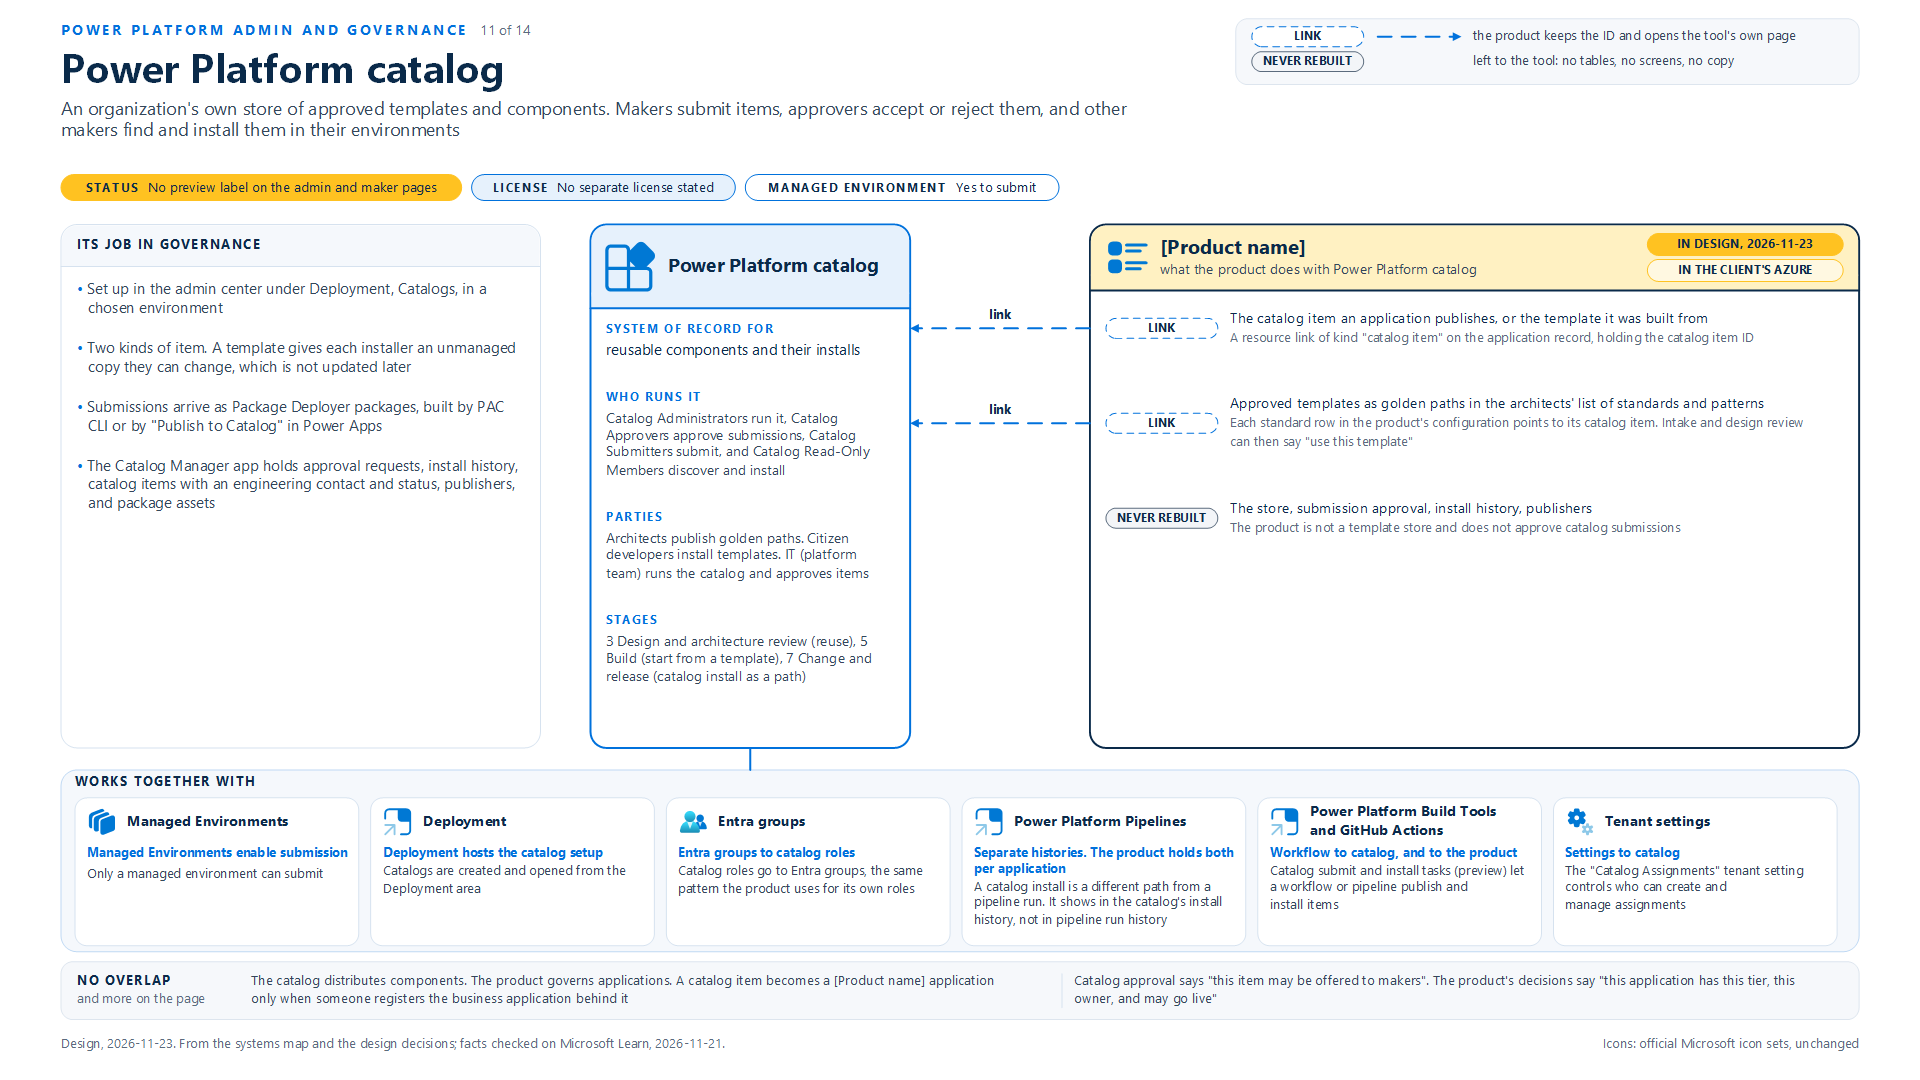 POWER PLATFORM ADMIN AND GOVERNANCE 11 of 14
Power Platform catalog
An organization's own store of approved templates and components. Makers submit items, approvers accept or reject them, and other
makers find and install them in their environments
LINK the product keeps the ID and opens the tool's own page
NEVER REBUILT left to the tool: no tables, no screens, no copy
STATUS No preview label on the admin and maker pages
LICENSE No separate license stated
MANAGED ENVIRONMENT Yes to submit
ITS JOB IN GOVERNANCE
• Set up in the admin center under Deployment, Catalogs, in a
chosen environment
• Two kinds of item. A template gives each installer an unmanaged
copy they can change, which is not updated later
• Submissions arrive as Package Deployer packages, built by PAC
CLI or by "Publish to Catalog" in Power Apps
• The Catalog Manager app holds approval requests, install history,
catalog items with an engineering contact and status, publishers,
and package assets
Power Platform catalog
SYSTEM OF RECORD FOR
reusable components and their installs
WHO RUNS IT
Catalog Administrators run it, Catalog
Approvers approve submissions, Catalog
Submitters submit, and Catalog Read-Only
Members discover and install
PARTIES
Architects publish golden paths. Citizen
developers install templates. IT (platform
team) runs the catalog and approves items
STAGES
3 Design and architecture review (reuse), 5
Build (start from a template), 7 Change and
release (catalog install as a path)
link
link
[Product name]
what the product does with Power Platform catalog
IN DESIGN, 2026-11-23
IN THE CLIENT'S AZURE
LINK
The catalog item an application publishes, or the template it was built from
A resource link of kind "catalog item" on the application record, holding the catalog item ID
LINK
Approved templates as golden paths in the architects' list of standards and patterns
Each standard row in the product's configuration points to its catalog item. Intake and design review
can then say "use this template"
NEVER REBUILT
The store, submission approval, install history, publishers
The product is not a template store and does not approve catalog submissions
WORKS TOGETHER WITH
Managed Environments
Managed Environments enable submission
Only a managed environment can submit
Deployment
Deployment hosts the catalog setup
Catalogs are created and opened from the
Deployment area
Entra groups
Entra groups to catalog roles
Catalog roles go to Entra groups, the same
pattem the product uses for its own roles
Power Platform Pipelines
Separate histories. The product holds both
per application
A catalog install is a different path from a
pipeline run. It shows in the catalog's install
history, not in pipeline run history
Power Platform Build Tools
and GitHub Actions
Workflow to catalog, and to the product
Catalog submit and install tasks (preview) let
a workflow or pipeline publish and
install items
Tenant settings
Settings to catalog
The "Catalog Assignments" tenant setting
controls who can create and
manage assignments
NO OVERLAP
and more on the page
The catalog distributes components. The product governs applications. A catalog item becomes a [Product name] application
only when someone registers the business application behind it
Catalog approval says "this item may be offered to makers". The product's decisions say "this application has this tier, this
owner, and may go live"
Design, 2026-11-23. From the systems map and the design decisions; facts checked on Microsoft Learn, 2026-11-21.
Icons: official Microsoft icon sets, unchanged